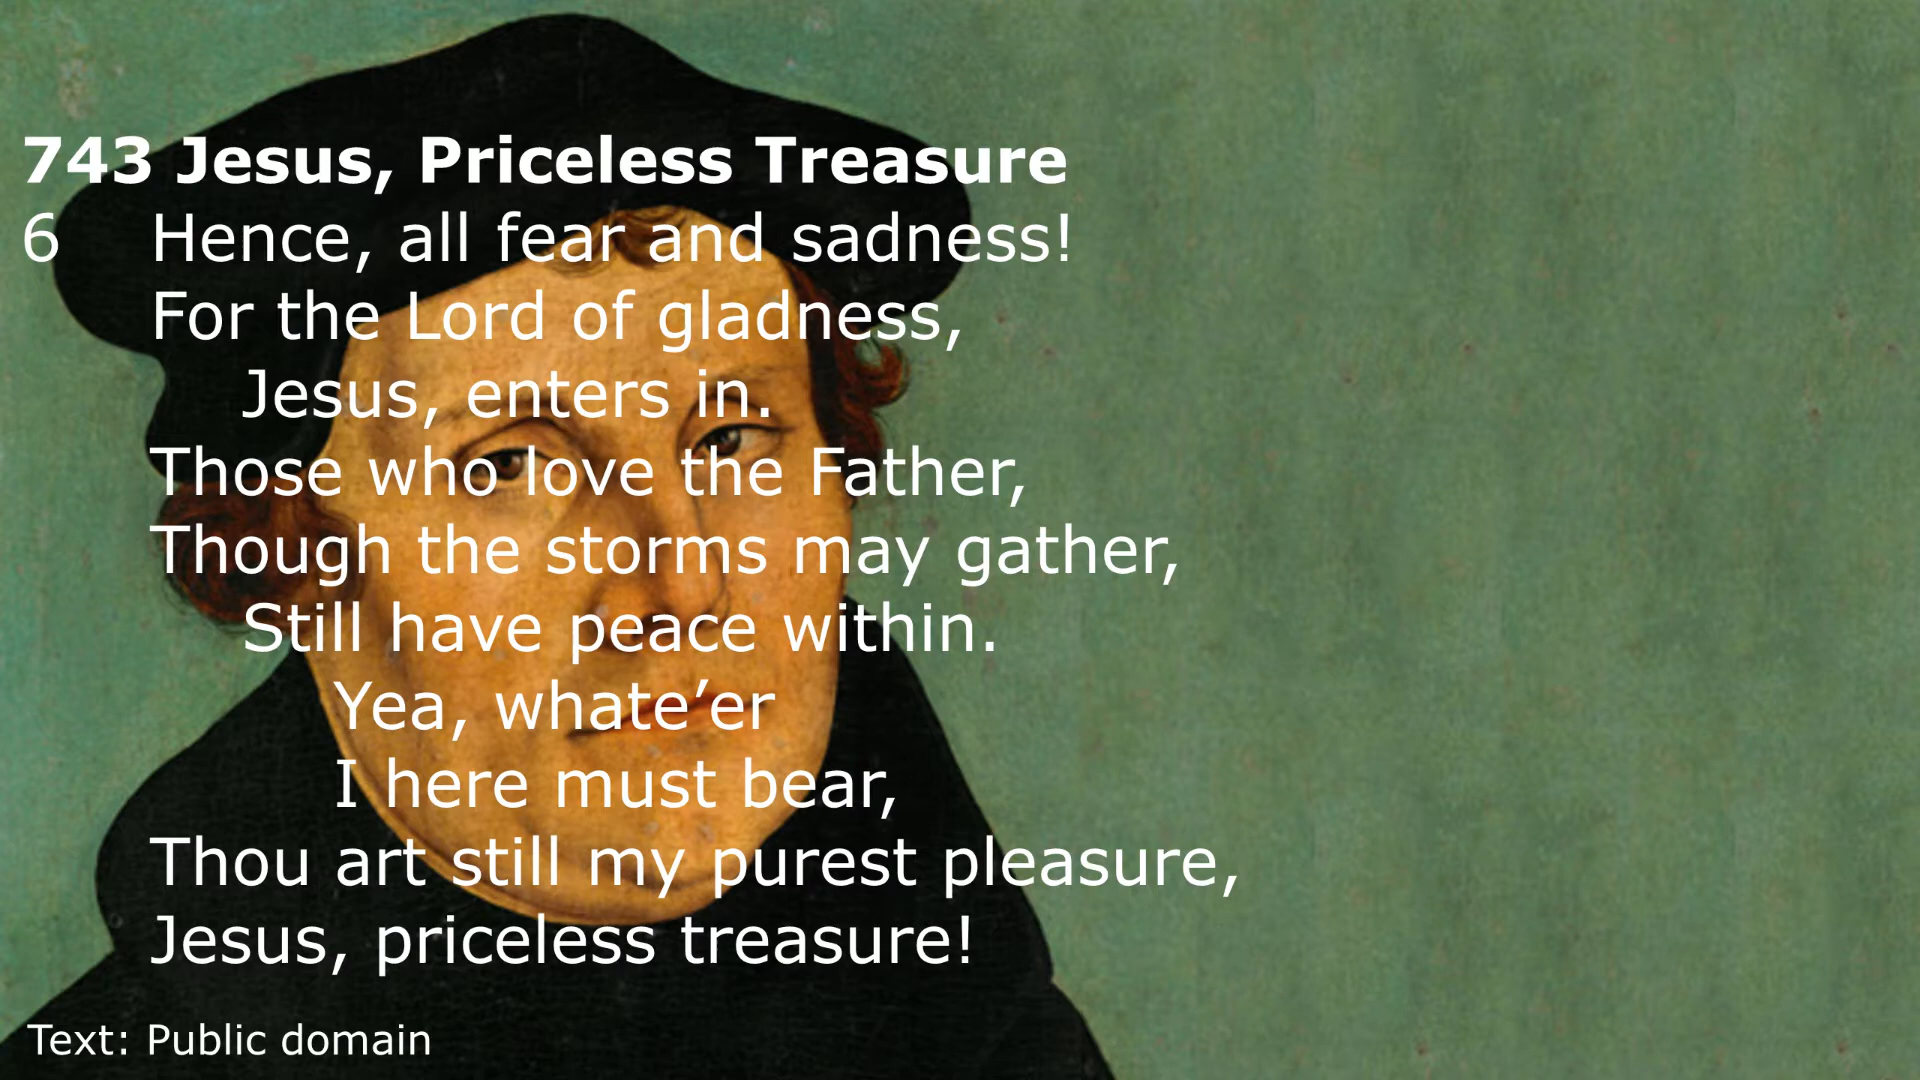 743 Jesus, Priceless Treasure
6 Hence, all fear and sadness!
For the Lord of gladness,
Jesus, enters in.
Those who love the Father,
Though the storms may gather,
Still have peace within.
Yea, whate’er
I here must bear,
Thou art still my purest pleasure,
Jesus, priceless treasure!
Text: Public domain